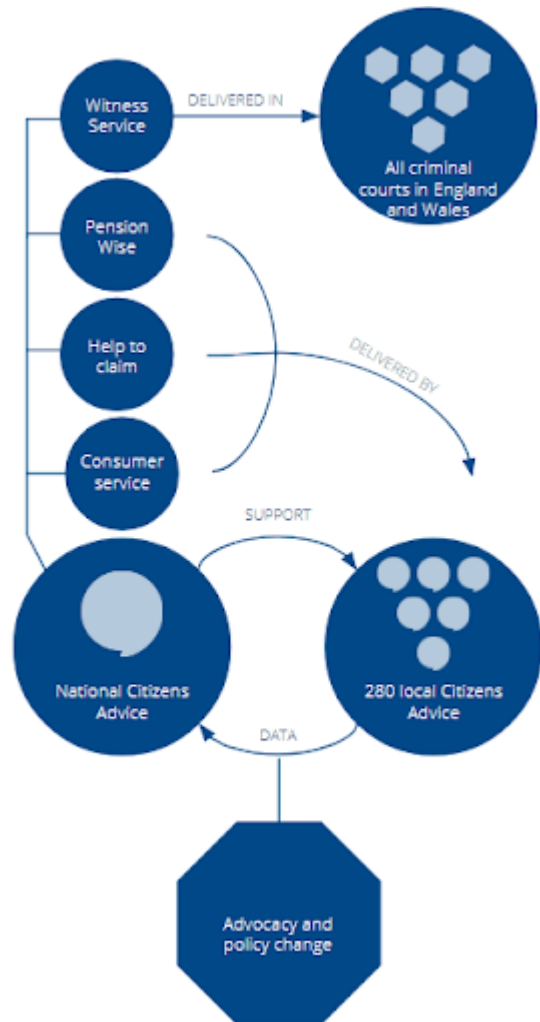 Witness
Service
DELIVERED IN
All criminal
courts in England
and Wales
Pension
Wise
Help to
claim
DELIVERED BY
Consumer
service
SUPPORT
National Citizens
Advice
280 local Citizens
Advice
DATA
Advocacy and
policy change